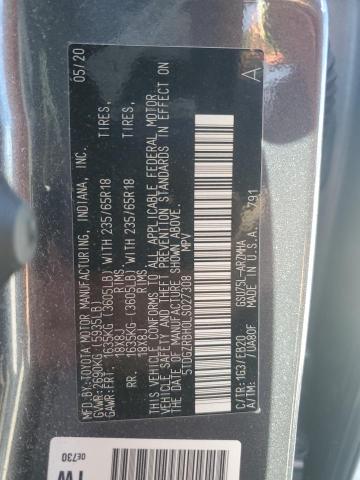 05/20
A
MFD.BY:TOYOTA MOTOR MANUFACTURING, INDIANA, INC.
GVWR:2690KG(5935LB)
GAWR:FRT. 1635KG (3605LB) WITH 235/65R18 TIRES,
18X8J RIMS,
RR. 1635KG (3605LB) WITH 235/65R18 TIRES,
18X8J RIMS,
THIS VEHICLE CONFORMS TO ALL APPLICABLE FEDERAL MOTOR
VEHICLE SAFETY AND THEFT PREVENTION STANDARDS IN EFFECT
ON THE DATE OF MANUFACTURE SHOWN ABOVE.
5TDGZRBH0LS027308 MPV
C/TR:1G3/EB20 GSU75L-ARZMHA
A/TM: /UA80F MADE IN U.S.A. 791
0E730